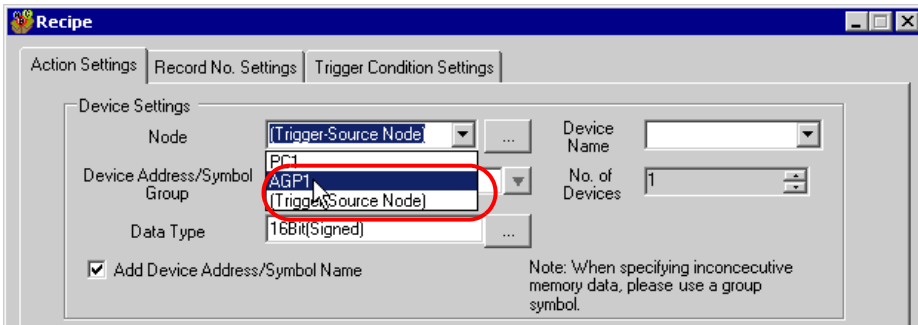 Recipe
Action Settings Record No. Settings Trigger Condition Settings
Device Settings
Node (Trigger-Source Node) ... Device Name
PC1
AGP1
(Trigger-Source Node)
Device Address/Symbol Group No. of Devices 1
Data Type 16Bit(Signed) ...
Add Device Address/Symbol Name
Note: When specifying inconcecutive
memory data, please use a group
symbol.